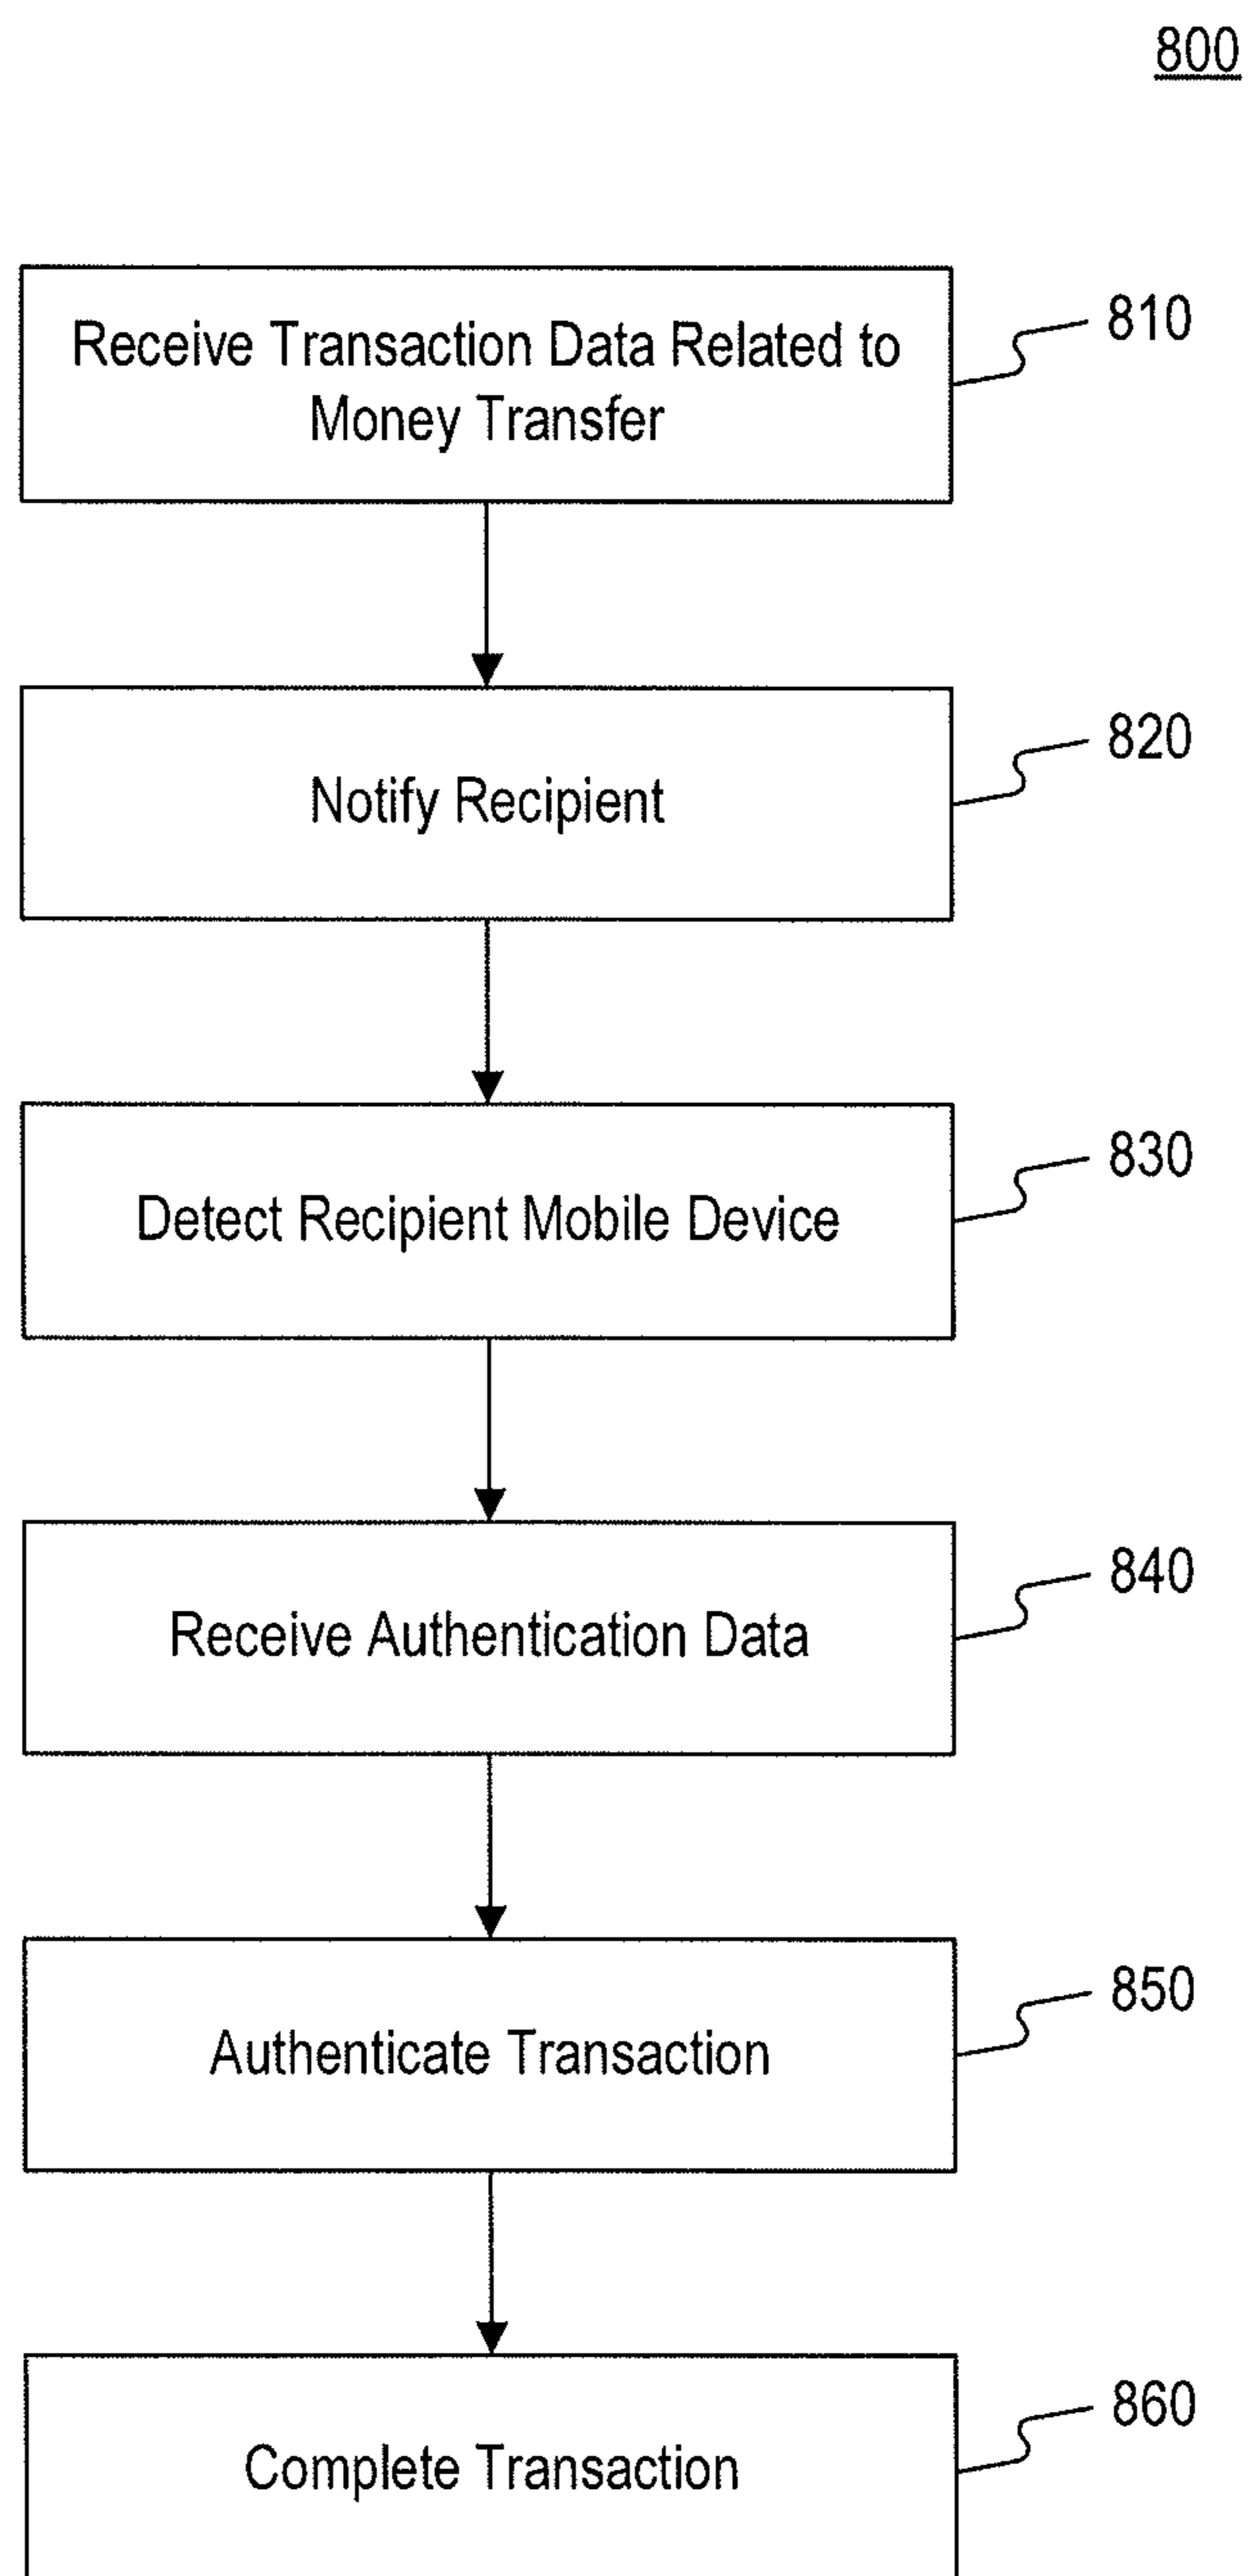 800
Receive Transaction Data Related to
Money Transfer
810
Notify Recipient
820
Detect Recipient Mobile Device
830
Receive Authentication Data
840
Authenticate Transaction
850
Complete Transaction
860